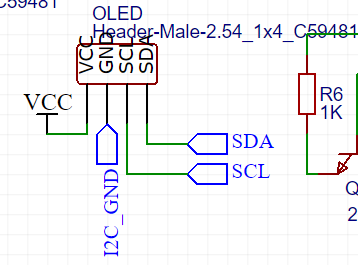 C59481
OLED
Header-Male-2.54_1x4_C59481
VCC
GND
SCL
SDA
VCC
I2C_GND
SDA
SCL
R6
1K
Q
2